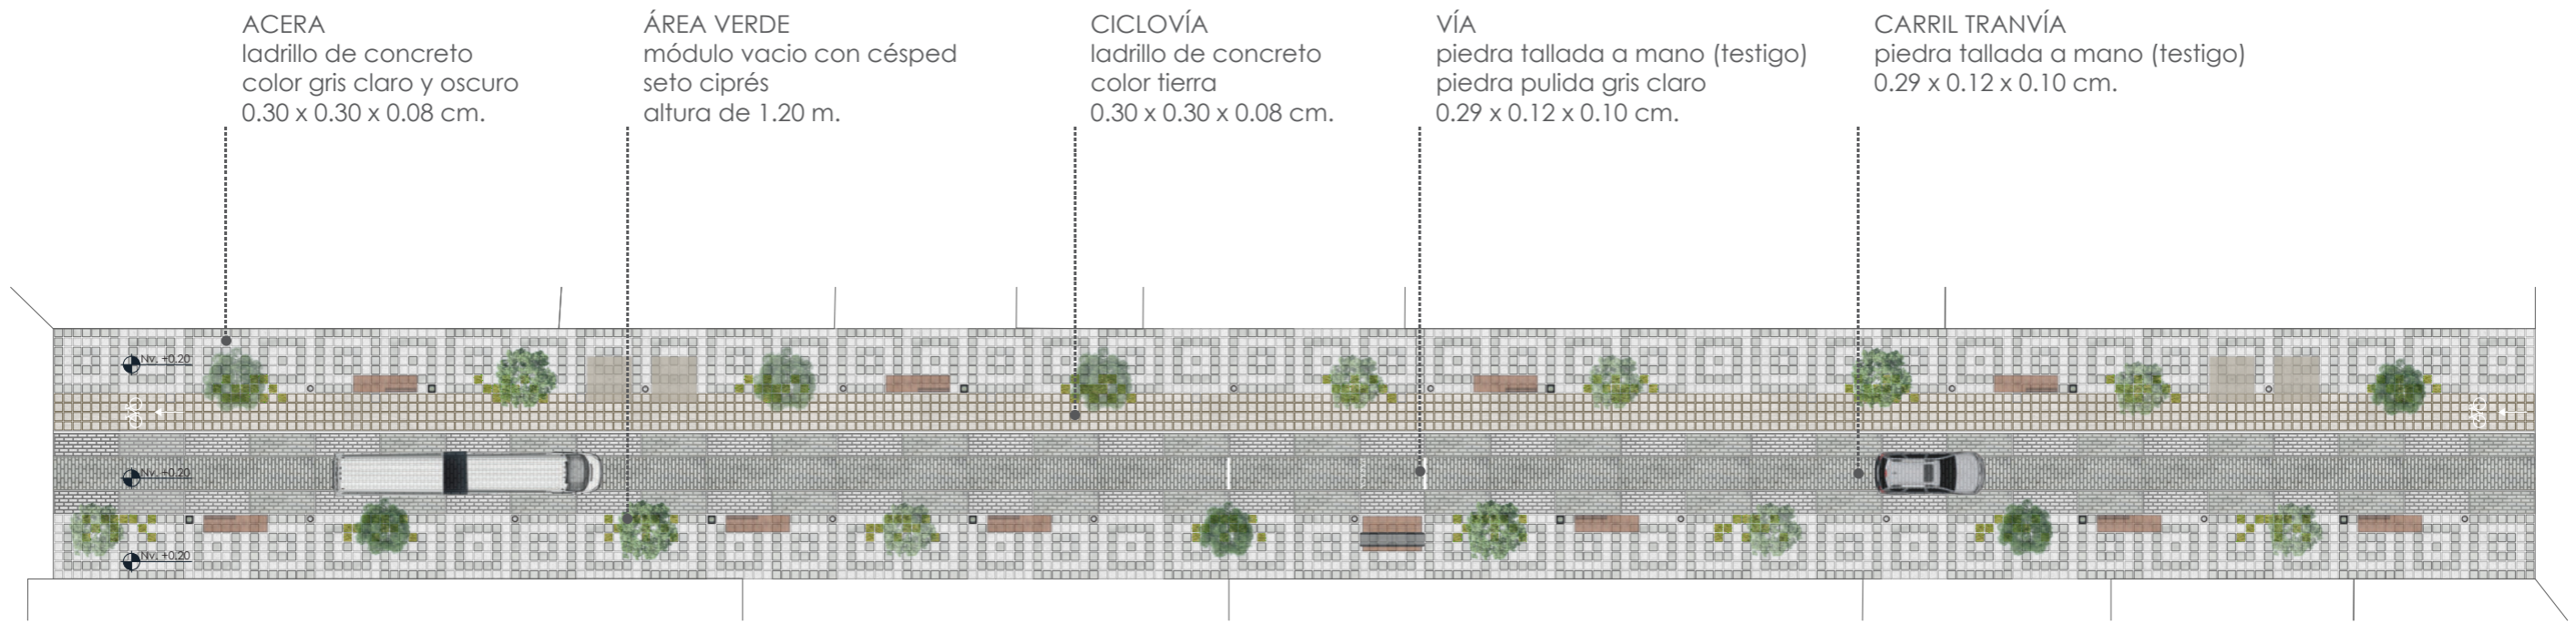 ACERA
ladrillo de concreto
color gris claro y oscuro
0.30 x 0.30 x 0.08 cm.
ÁREA VERDE
módulo vacio con césped
seto ciprés
altura de 1.20 m.
CICLOVÍA
ladrillo de concreto
color tierra
0.30 x 0.30 x 0.08 cm.
VÍA
piedra tallada a mano (testigo)
piedra pulida gris claro
0.29 x 0.12 x 0.10 cm.
CARRIL TRANVÍA
piedra tallada a mano (testigo)
0.29 x 0.12 x 0.10 cm.
Nv. +0.20
Nv. +0.20
Nv. +0.20